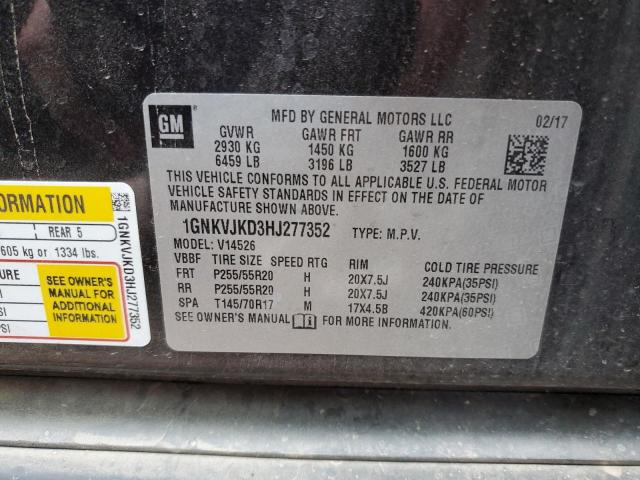 GM
MFD BY GENERAL MOTORS LLC 02/17
GVWR GAWR FRT GAWR RR
2930 KG 1450 KG 1600 KG
6459 LB 3196 LB 3527 LB
THIS VEHICLE CONFORMS TO ALL APPLICABLE U.S. FEDERAL MOTOR
VEHICLE SAFETY STANDARDS IN EFFECT ON THE DATE OF
MANUFACTURE SHOWN ABOVE.
1GNKVJKD3HJ277352 TYPE: M.P.V.
MODEL: V14526
VBBF TIRE SIZE SPEED RTG RIM COLD TIRE PRESSURE
FRT P255/55R20 H 20X7.5J 240KPA(35PSI)
RR P255/55R20 H 20X7.5J 240KPA(35PSI)
SPA T145/70R17 M 17X4.5B 420KPA(60PSI)
SEE OWNER'S MANUAL FOR MORE INFORMATION.
ORMATION
REAR 5
605 kg or 1334 lbs.
SURE
SI
PSI
SEE OWNER'S
MANUAL FOR
ADDITIONAL
INFORMATION
1GNKVJKD3HJ277352